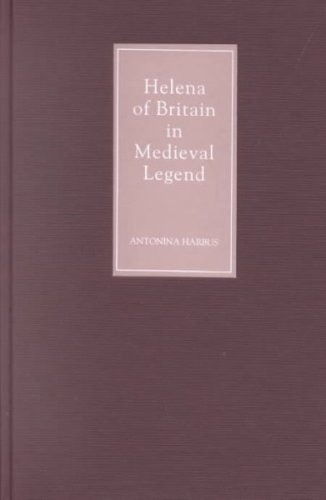 Helena
of Britain
in
Medieval
Legend
ANTONINA HARBUS